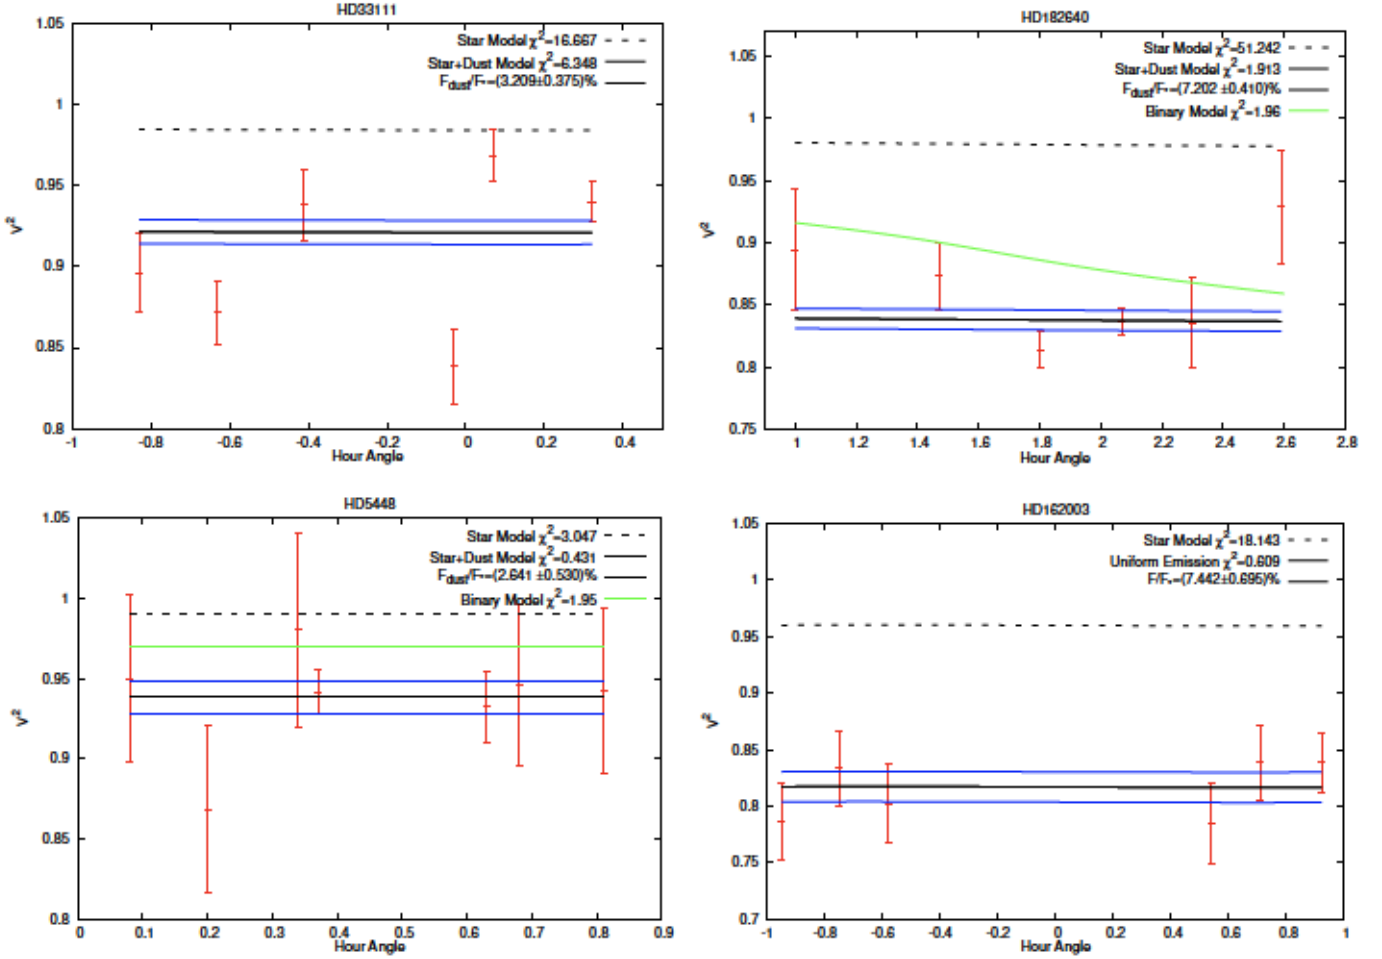 HD33111
1.05
1
0.95
0.9
0.85
0.8
V²
Star Model χ²=16.667
Star+Dust Model χ²=6.348
F_dust/F*=(3.209±0.375)%
-1 -0.8 -0.6 -0.4 -0.2 0 0.2 0.4
Hour Angle
HD182640
1.05
1
0.95
0.9
0.85
0.8
0.75
V²
Star Model χ²=51.242
Star+Dust Model χ²=1.913
F_dust/F*=(7.202 ±0.410)%
Binary Model χ²=1.96
1 1.2 1.4 1.6 1.8 2 2.2 2.4 2.6 2.8
Hour Angle
HD5448
1.05
1
0.95
0.9
0.85
0.8
V²
Star Model χ²=3.047
Star+Dust Model χ²=0.431
F_dust/F*=(2.641 ±0.530)%
Binary Model χ²=1.95
0 0.1 0.2 0.3 0.4 0.5 0.6 0.7 0.8 0.9
Hour Angle
HD162003
1.05
1
0.95
0.9
0.85
0.8
0.75
0.7
V²
Star Model χ²=18.143
Uniform Emission χ²=0.609
F/F*=(7.442±0.695)%
-1 -0.8 -0.6 -0.4 -0.2 0 0.2 0.4 0.6 0.8 1
Hour Angle